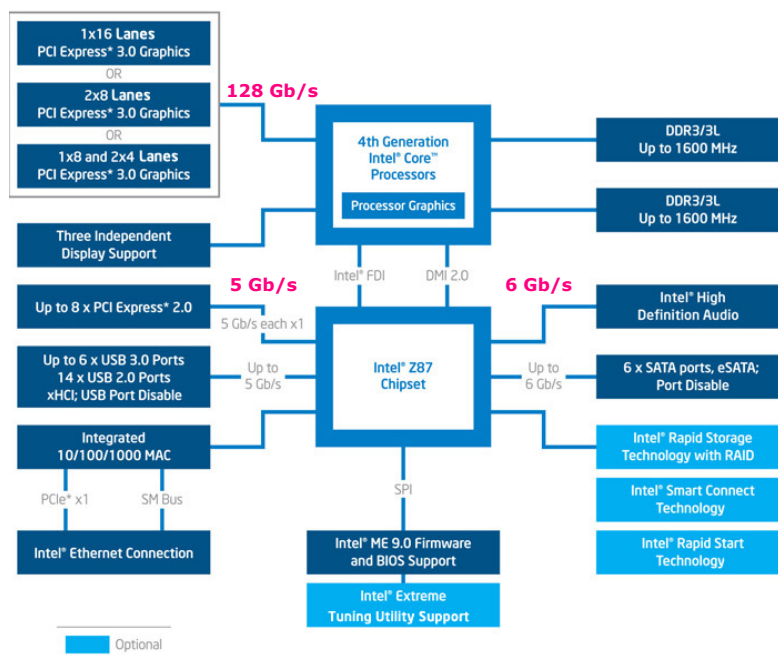 1x16 Lanes
PCI Express* 3.0 Graphics
OR
2x8 Lanes
PCI Express* 3.0 Graphics
OR
1x8 and 2x4 Lanes
PCI Express* 3.0 Graphics
128 Gb/s
4th Generation
Intel® Core™
Processors
Processor Graphics
DDR3/3L
Up to 1600 MHz
DDR3/3L
Up to 1600 MHz
Three Independent
Display Support
Intel® FDI
DMI 2.0
5 Gb/s
6 Gb/s
Up to 8 x PCI Express* 2.0
5 Gb/s each x1
Intel® High
Definition Audio
Up to 6 x USB 3.0 Ports
14 x USB 2.0 Ports
xHCI; USB Port Disable
Up to
5 Gb/s
Intel® Z87
Chipset
Up to
6 Gb/s
6 x SATA ports, eSATA;
Port Disable
Integrated
10/100/1000 MAC
Intel® Rapid Storage
Technology with RAID
PCIe* x1
SM Bus
SPI
Intel® Smart Connect
Technology
Intel® Ethernet Connection
Intel® ME 9.0 Firmware
and BIOS Support
Intel® Rapid Start
Technology
Intel® Extreme
Tuning Utility Support
Optional